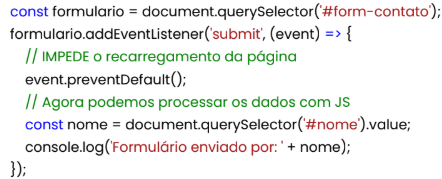 const formulario = document.querySelector('#form-contato');
formulario.addEventListener('submit', (event) => {
// IMPEDE o recarregamento da página
event.preventDefault();
// Agora podemos processar os dados com JS
const nome = document.querySelector('#nome').value;
console.log('Formulário enviado por: ' + nome);
});